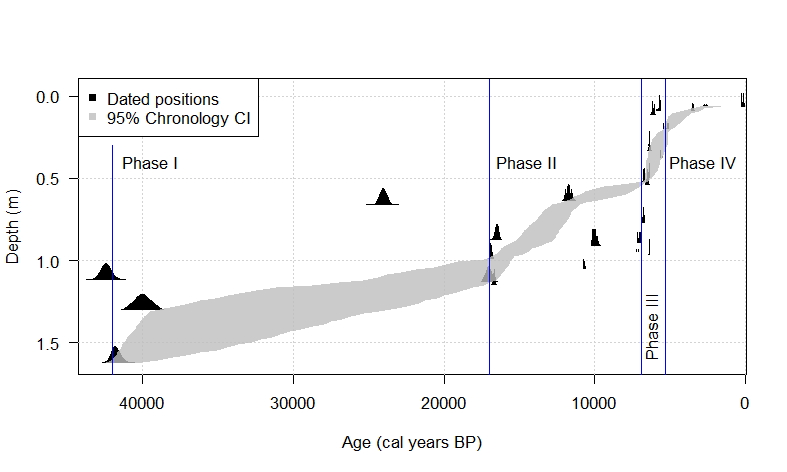 0.0
Dated positions
95% Chronology CI
Phase I
Phase II
Phase IV
0.5
Depth (m)
1.0
Phase III
1.5
40000
30000
20000
10000
0
Age (cal years BP)